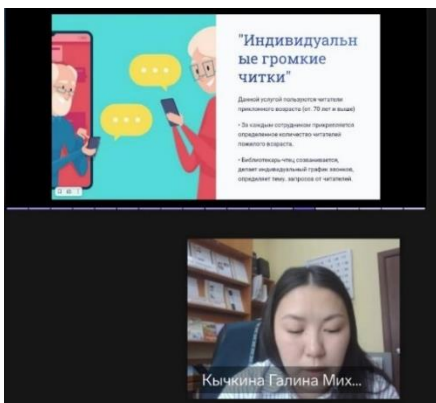 "Индивидуальн
ые громкие
читки"
Данной услугой пользуются читатели
преклонного возраста (от 70 лет и выше)
- За каждым сотрудником прикрепляется
определенное количество читателей
пожилого возраста.
- Библиотекарь-чтец созванивается,
делает индивидуальный график звонков,
определяет тему, запросов от читателей.
Кычкина Галина Мих...